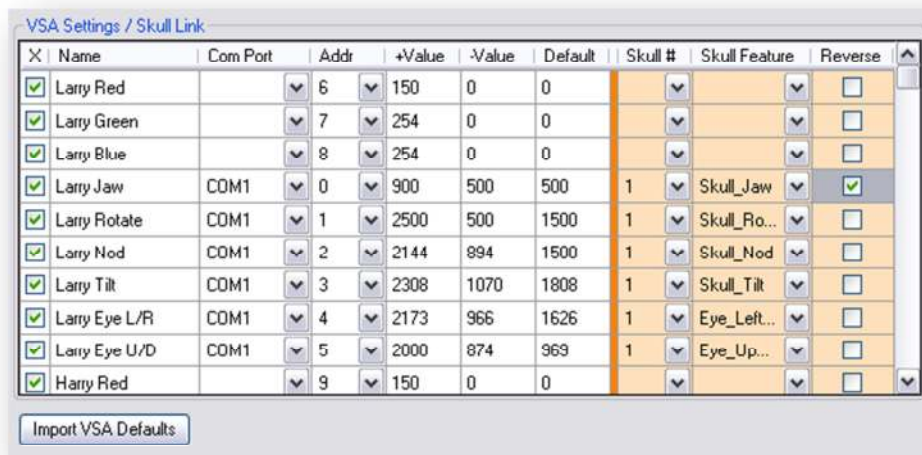 VSA Settings / Skull Link
X Name Com Port Addr +Value -Value Default Skull # Skull Feature Reverse
Larry Red 6 150 0 0
Larry Green 7 254 0 0
Larry Blue 8 254 0 0
Larry Jaw COM1 0 900 500 500 1 Skull_Jaw
Larry Rotate COM1 1 2500 500 1500 1 Skull_Ro...
Larry Nod COM1 2 2144 894 1500 1 Skull_Nod
Larry Tilt COM1 3 2308 1070 1808 1 Skull_Tilt
Larry Eye L/R COM1 4 2173 966 1626 1 Eye_Left...
Larry Eye U/D COM1 5 2000 874 969 1 Eye_Up...
Harry Red 9 150 0 0
Import VSA Defaults